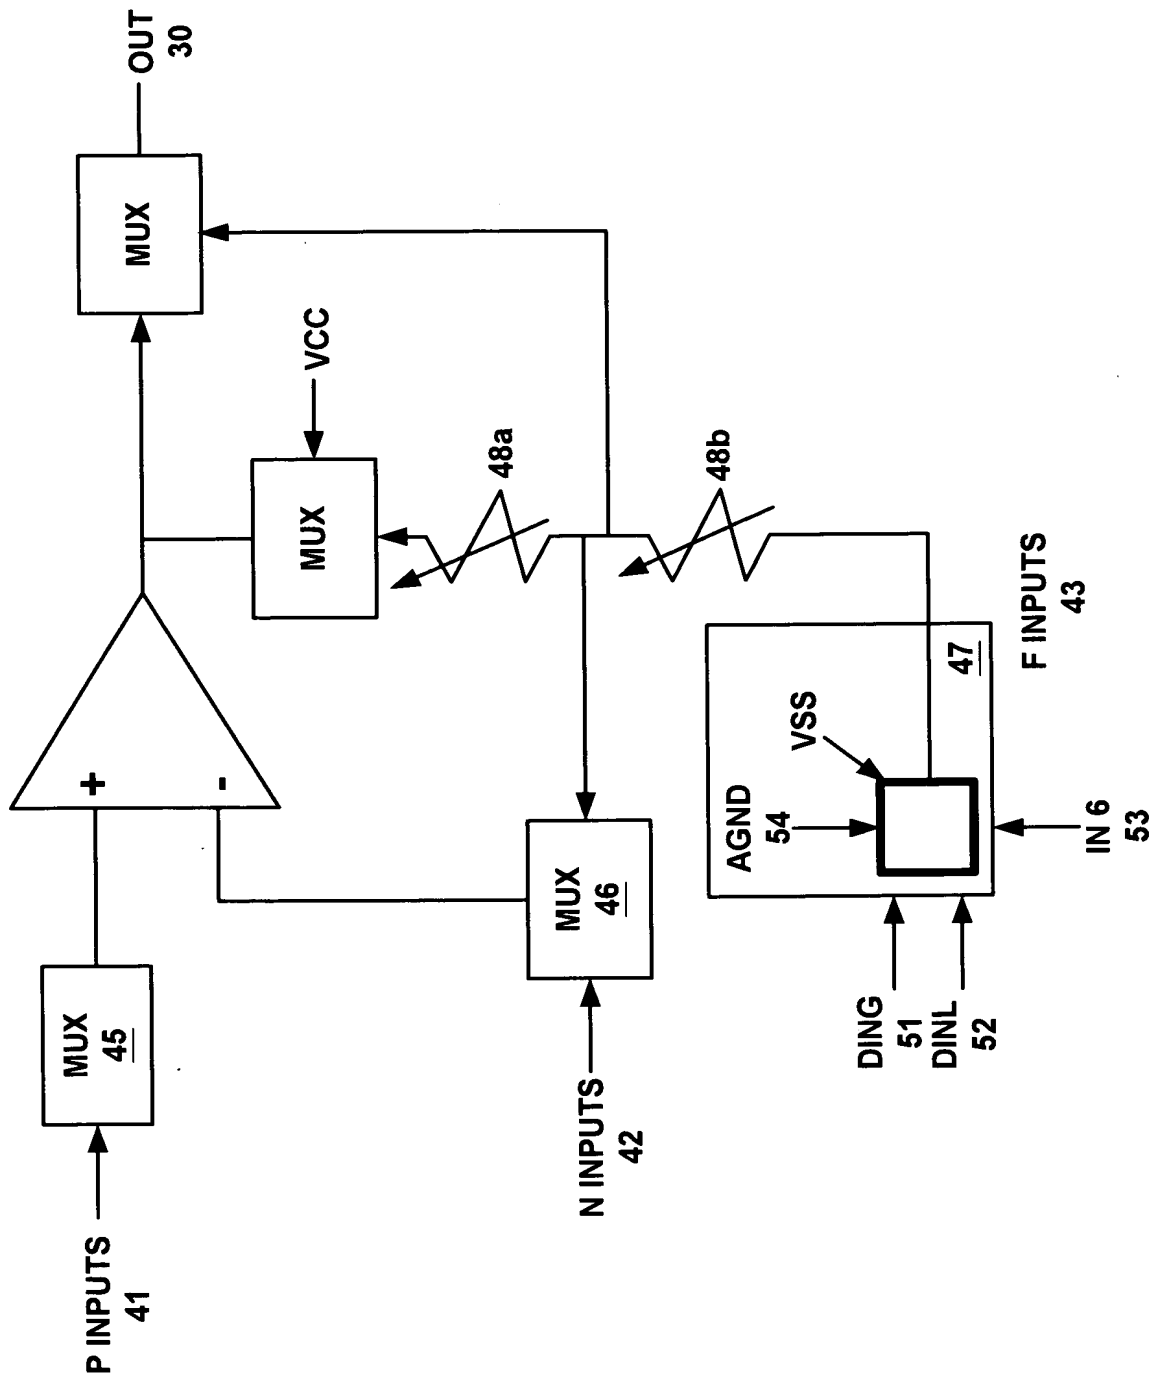 P INPUTS
41
MUX
45
+
-
MUX
OUT
30
MUX
VCC
48a
48b
N INPUTS
42
MUX
46
AGND
54
VSS
47
F INPUTS
43
DING
51
DINL
52
IN 6
53